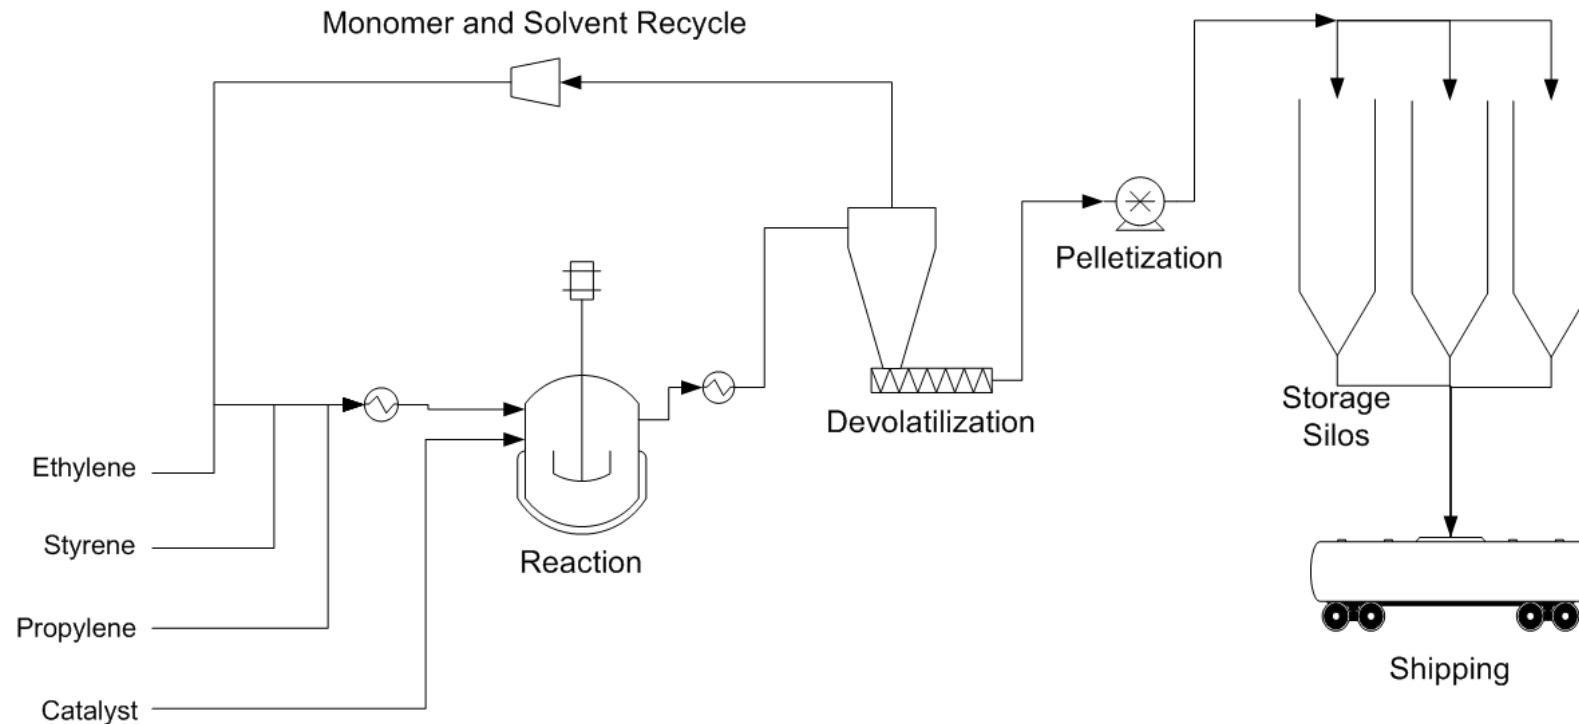 Monomer and Solvent Recycle
Pelletization
Devolatilization
Storage
Silos
Ethylene
Styrene
Reaction
Propylene
Shipping
Catalyst